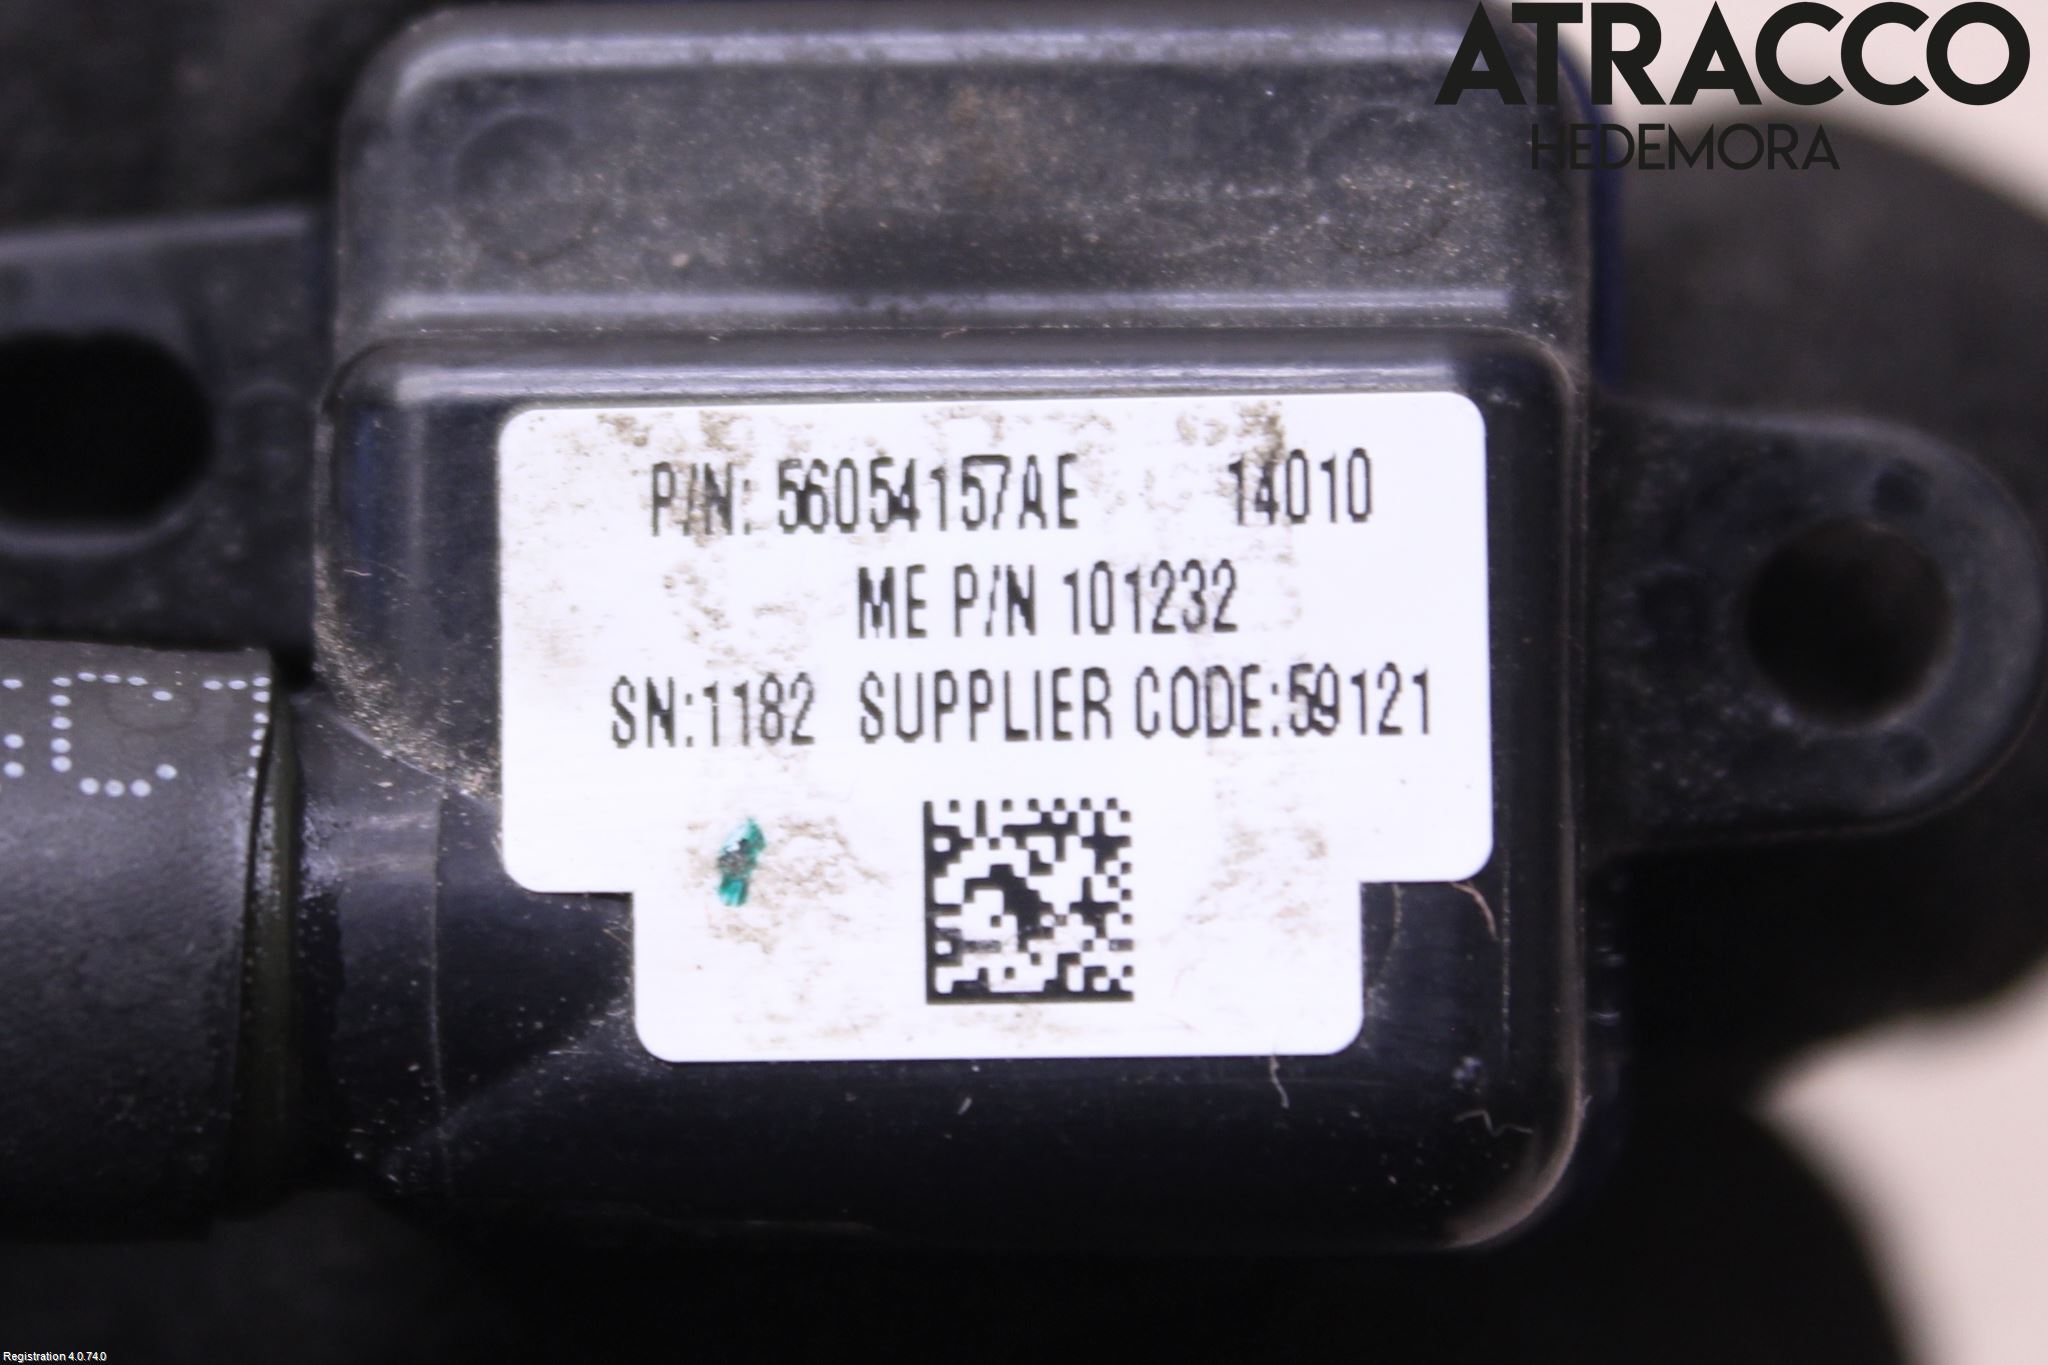 ATRACCO
HEDEMORA
P/N: 56054157AE 14010
ME P/N 101232
SN:1182 SUPPLIER CODE:59121
Registration 4.0.74.0